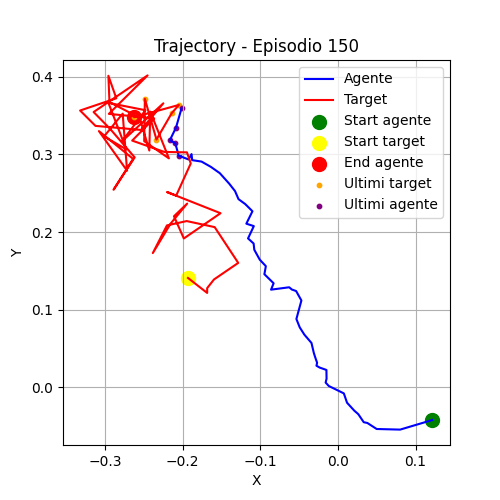 Trajectory - Episodio 150
Agente
Target
Start agente
Start target
End agente
Ultimi target
Ultimi agente
0.4
0.3
0.2
0.1
0.0
Y
−0.3 −0.2 −0.1 0.0 0.1
X